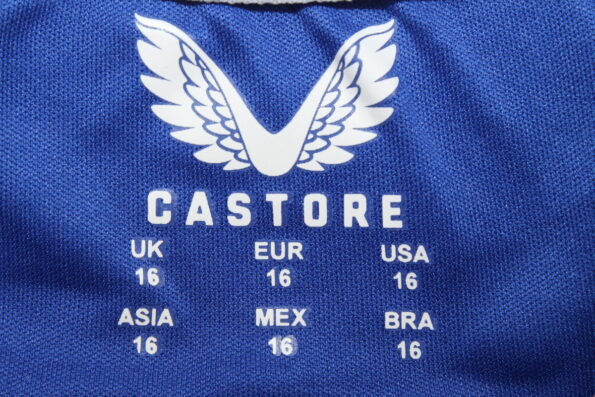 CASTORE
UK EUR USA
16 16 16
ASIA MEX BRA
16 16 16